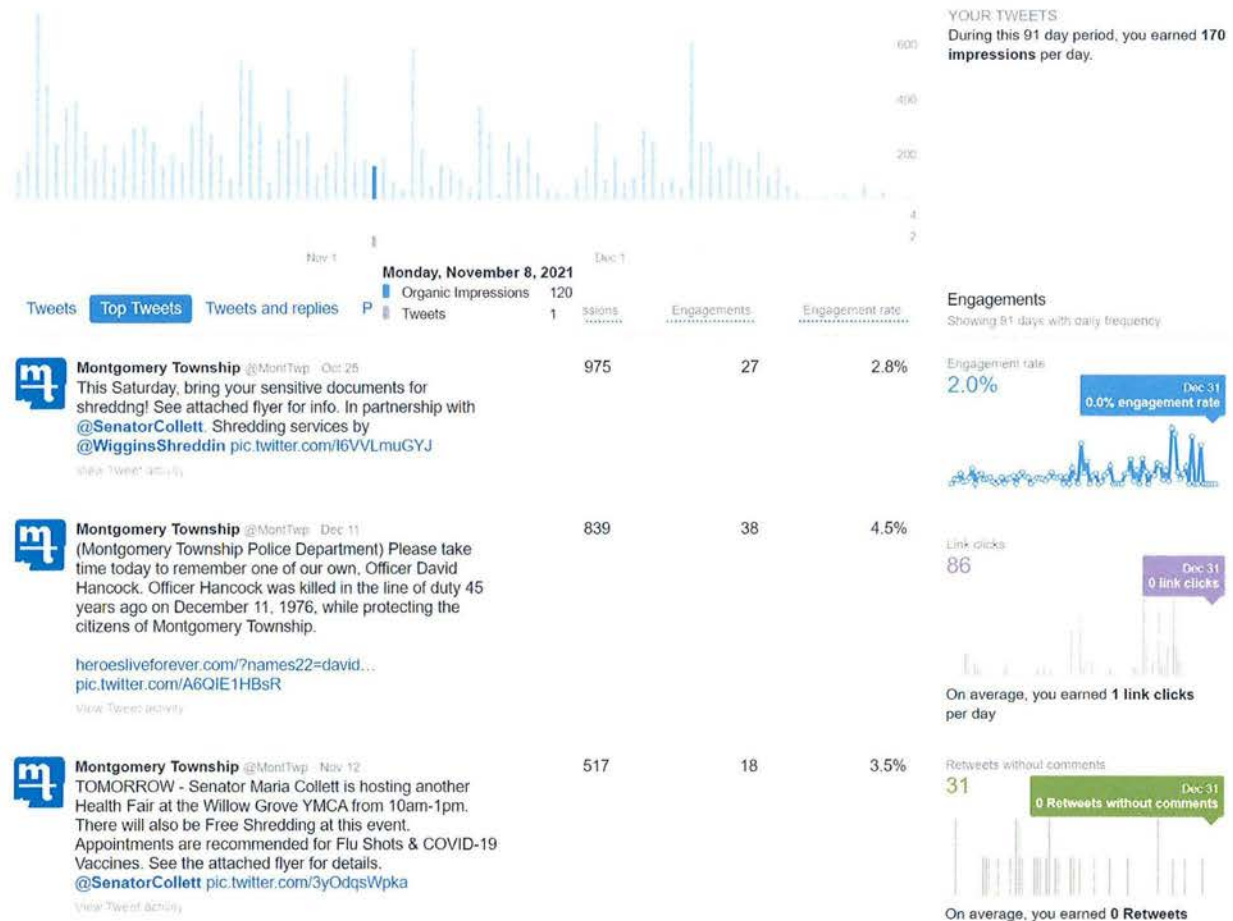 YOUR TWEETS
During this 91 day period, you earned 170
impressions per day.
600
400
200
4
2
Nov 1
Dec 1
Monday, November 8, 2021
Organic Impressions 120
Tweets 1
Tweets
Top Tweets
Tweets and replies
P
ssions
Engagements
Engagement rate
m
Montgomery Township @MontTwp · Oct 25
This Saturday, bring your sensitive documents for
shreddng! See attached flyer for info. In partnership with
@SenatorCollett. Shredding services by
@WigginsShreddin pic.twitter.com/I6VVLmuGYJ
View Tweet activity
975
27
2.8%
m
Montgomery Township @MontTwp · Dec 11
(Montgomery Township Police Department) Please take
time today to remember one of our own, Officer David
Hancock. Officer Hancock was killed in the line of duty 45
years ago on December 11, 1976, while protecting the
citizens of Montgomery Township.
heroesliveforever.com/?names22=david…
pic.twitter.com/A6QIE1HBsR
View Tweet activity
839
38
4.5%
m
Montgomery Township @MontTwp · Nov 12
TOMORROW - Senator Maria Collett is hosting another
Health Fair at the Willow Grove YMCA from 10am-1pm.
There will also be Free Shredding at this event.
Appointments are recommended for Flu Shots & COVID-19
Vaccines. See the attached flyer for details.
@SenatorCollett pic.twitter.com/3yOdqsWpka
View Tweet activity
517
18
3.5%
Engagements
Showing 91 days with daily frequency
Engagement rate
2.0%
Dec 31
0.0% engagement rate
Link clicks
86
Dec 31
0 link clicks
On average, you earned 1 link clicks
per day
Retweets without comments
31
Dec 31
0 Retweets without comments
On average, you earned 0 Retweets